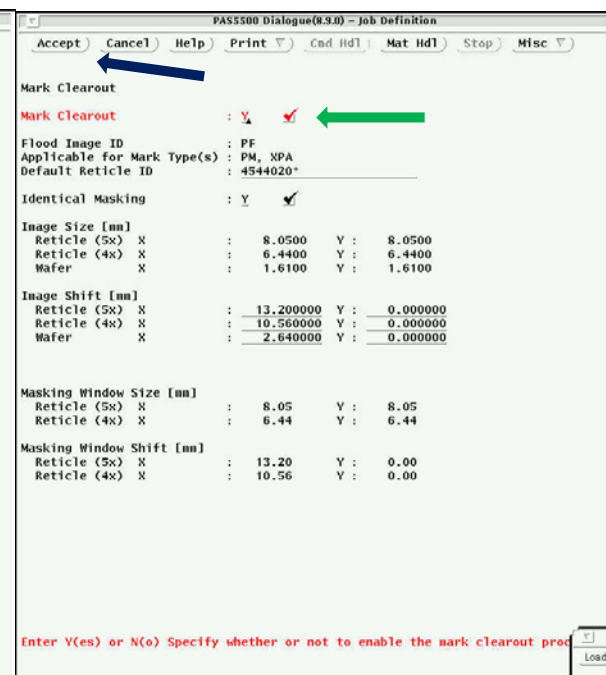 PAS5500 Dialogue(8.9.0) – Job Definition
Accept Cancel Help Print Cmd Hdl Mat Hdl Stop Misc
Mark Clearout
Mark Clearout : Y
Flood Image ID : PF
Applicable for Mark Type(s) : PM, XPA
Default Reticle ID : 4544020*
Identical Masking : Y
Image Size [mm]
Reticle (5x) X : 8.0500 Y : 8.0500
Reticle (4x) X : 6.4400 Y : 6.4400
Wafer X : 1.6100 Y : 1.6100
Image Shift [mm]
Reticle (5x) X : 13.200000 Y : 0.000000
Reticle (4x) X : 10.560000 Y : 0.000000
Wafer X : 2.640000 Y : 0.000000
Masking Window Size [mm]
Reticle (5x) X : 8.05 Y : 8.05
Reticle (4x) X : 6.44 Y : 6.44
Masking Window Shift [mm]
Reticle (5x) X : 13.20 Y : 0.00
Reticle (4x) X : 10.56 Y : 0.00
Enter Y(es) or N(o) Specify whether or not to enable the mark clearout proc
Load